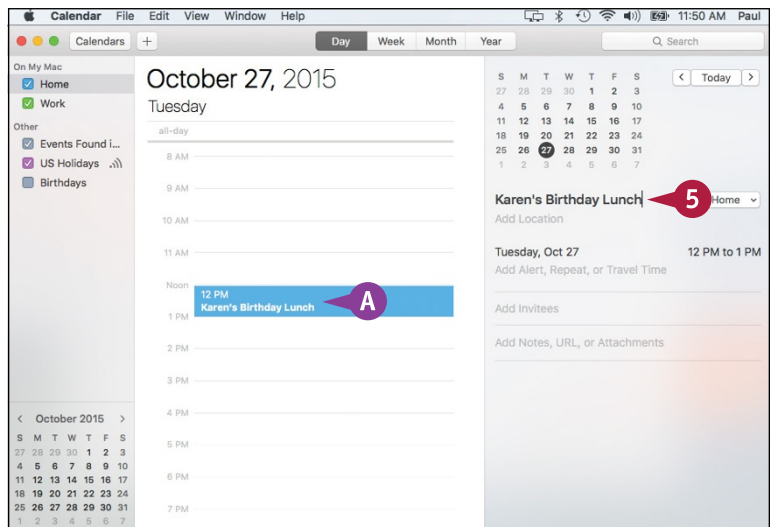 Calendar File Edit View Window Help 11:50 AM Paul
Calendars + Day Week Month Year Search
On My Mac
Home
Work
Other
Events Found i...
US Holidays
Birthdays
< October 2015 >
S M T W T F S
27 28 29 30 1 2 3
4 5 6 7 8 9 10
11 12 13 14 15 16 17
18 19 20 21 22 23 24
25 26 27 28 29 30 31
1 2 3 4 5 6 7
October 27, 2015
Tuesday
all-day
8 AM
9 AM
10 AM
11 AM
Noon
12 PM
Karen's Birthday Lunch A
1 PM
2 PM
3 PM
4 PM
5 PM
6 PM
7 PM
< Today >
S M T W T F S
27 28 29 30 1 2 3
4 5 6 7 8 9 10
11 12 13 14 15 16 17
18 19 20 21 22 23 24
25 26 27 28 29 30 31
1 2 3 4 5 6 7
Karen's Birthday Lunch 5 Home
Add Location
Tuesday, Oct 27 12 PM to 1 PM
Add Alert, Repeat, or Travel Time
Add Invitees
Add Notes, URL, or Attachments